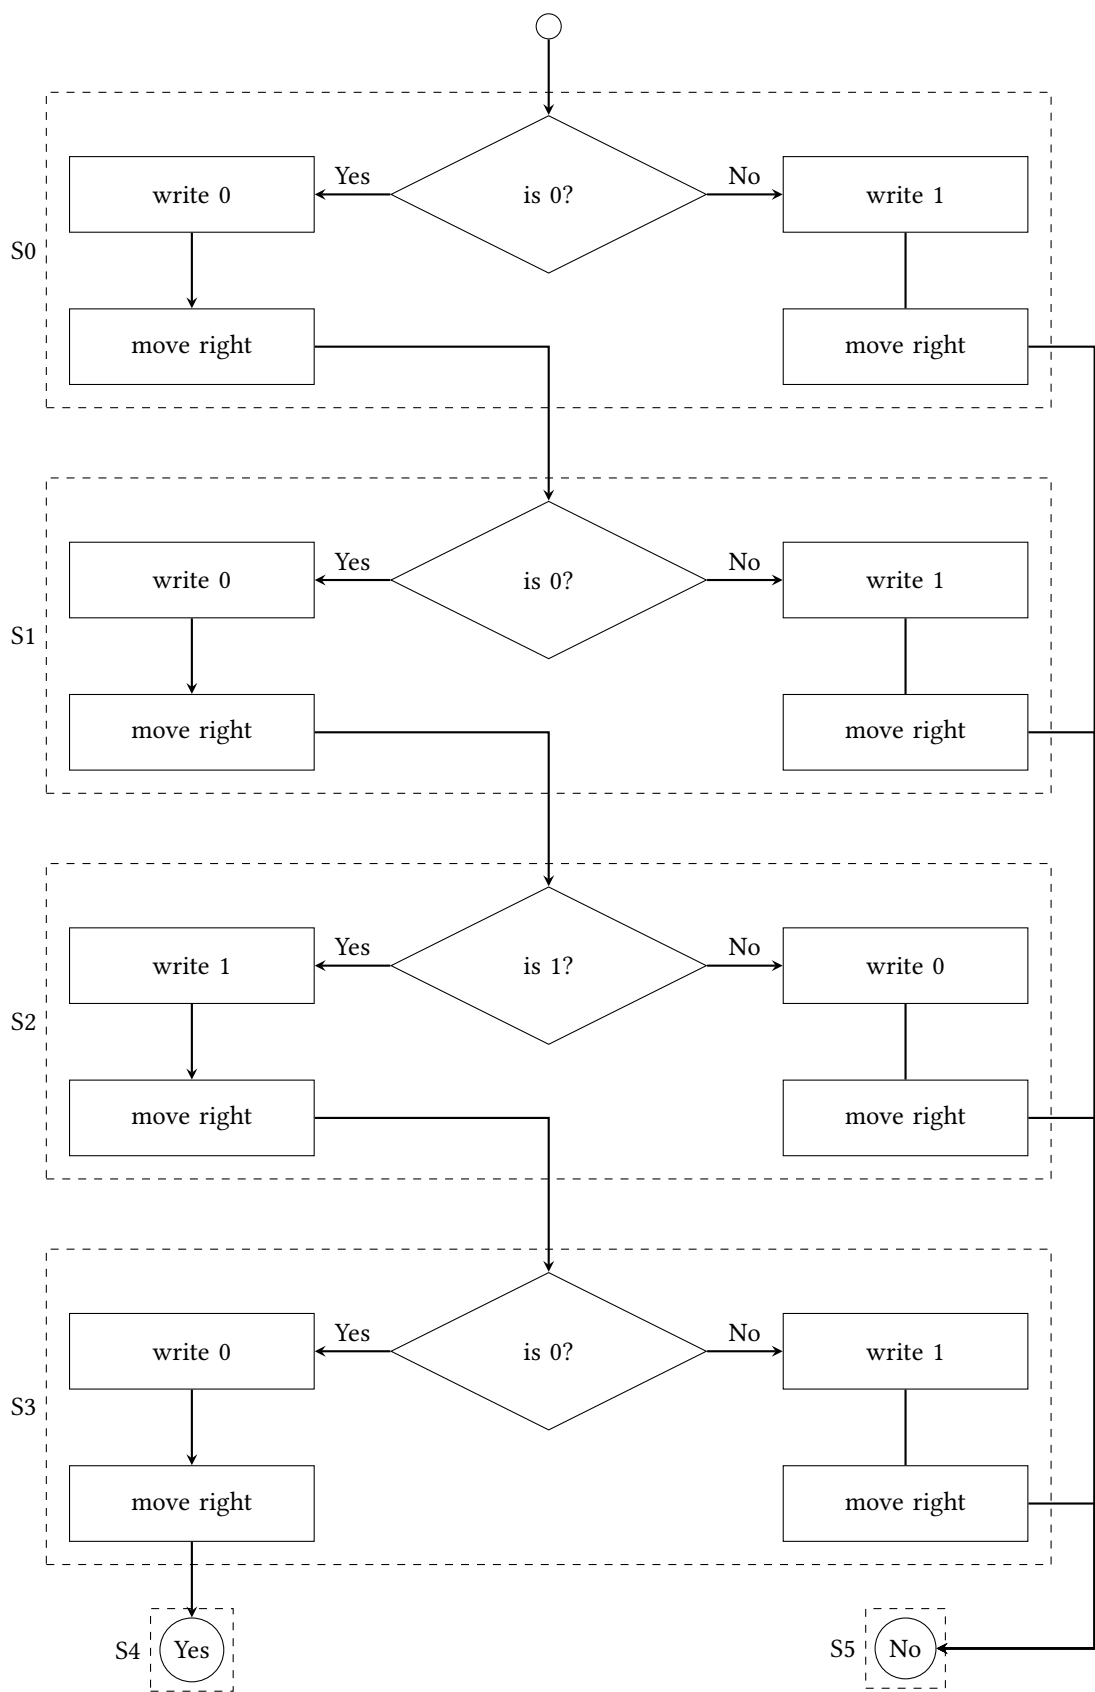 Yes
No
write 0
is 0?
write 1
S0
move right
move right
Yes
No
write 0
is 0?
write 1
S1
move right
move right
Yes
No
write 1
is 1?
write 0
S2
move right
move right
Yes
No
write 0
is 0?
write 1
S3
move right
move right
S4
Yes
S5
No